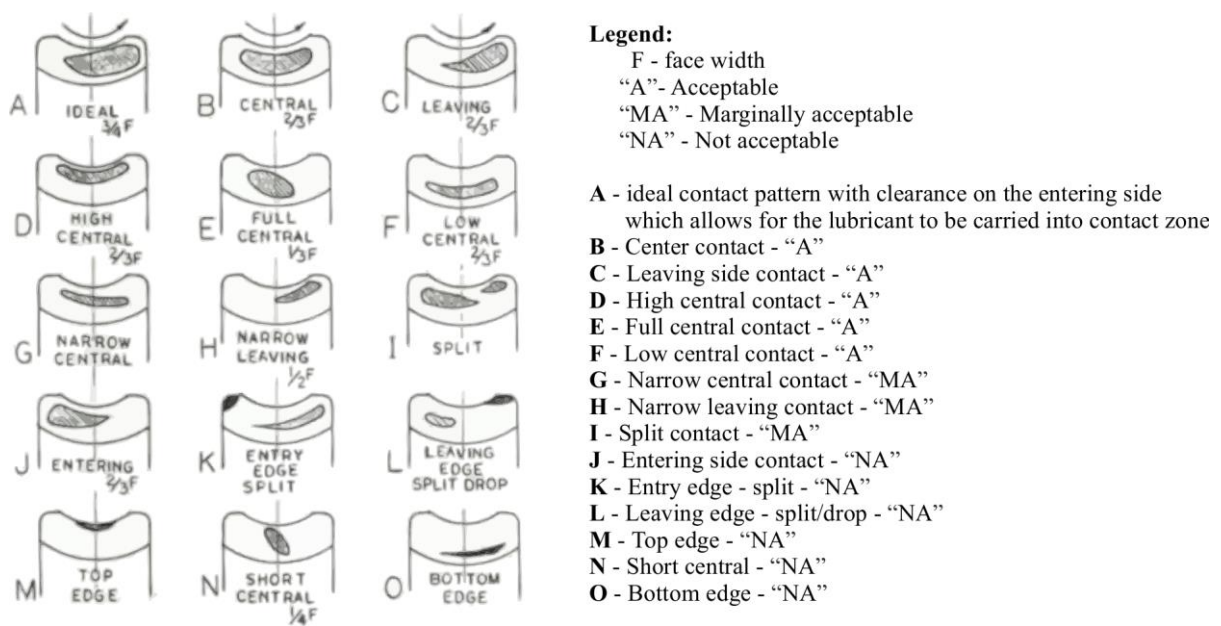 A
IDEAL
3/4F
B
CENTRAL
2/3F
C
LEAVING
2/3F
D
HIGH
CENTRAL
2/3F
E
FULL
CENTRAL
1/3F
F
LOW
CENTRAL
2/3F
G
NARROW
CENTRAL
H
NARROW
LEAVING
1/2F
I
SPLIT
J
ENTERING
2/3F
K
ENTRY
EDGE
SPLIT
L
LEAVING
EDGE
SPLIT DROP
M
TOP
EDGE
N
SHORT
CENTRAL
1/4F
O
BOTTOM
EDGE
Legend:
F - face width
“A”- Acceptable
“MA” - Marginally acceptable
“NA” - Not acceptable
A - ideal contact pattern with clearance on the entering side
which allows for the lubricant to be carried into contact zone
B - Center contact - “A”
C - Leaving side contact - “A”
D - High central contact - “A”
E - Full central contact - “A”
F - Low central contact - “A”
G - Narrow central contact - “MA”
H - Narrow leaving contact - “MA”
I - Split contact - “MA”
J - Entering side contact - “NA”
K - Entry edge - split - “NA”
L - Leaving edge - split/drop - “NA”
M - Top edge - “NA”
N - Short central - “NA”
O - Bottom edge - “NA”